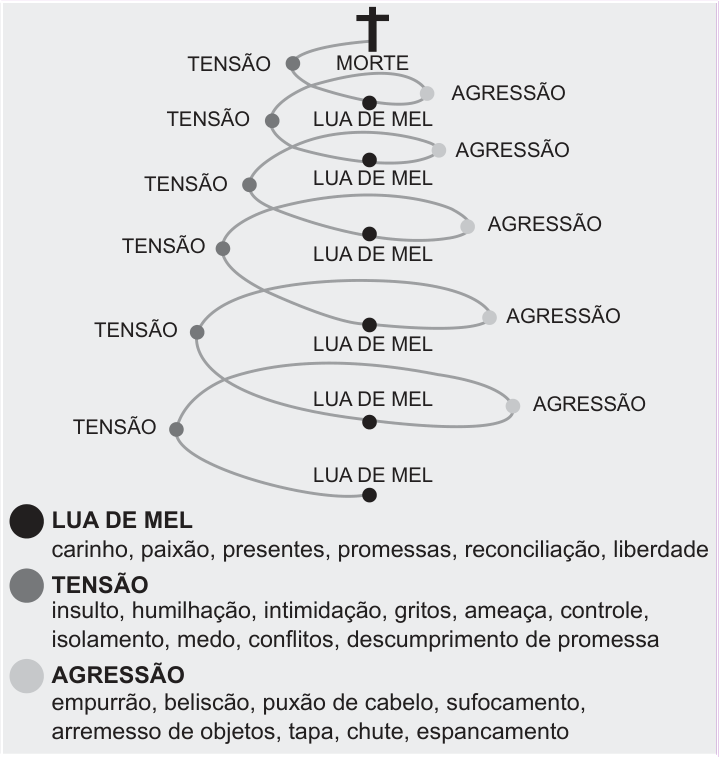 TENSÃO
MORTE
AGRESSÃO
TENSÃO
LUA DE MEL
AGRESSÃO
TENSÃO
LUA DE MEL
AGRESSÃO
TENSÃO
LUA DE MEL
AGRESSÃO
TENSÃO
LUA DE MEL
AGRESSÃO
TENSÃO
LUA DE MEL
LUA DE MEL
LUA DE MEL
carinho, paixão, presentes, promessas, reconciliação, liberdade
TENSÃO
insulto, humilhação, intimidação, gritos, ameaça, controle,
isolamento, medo, conflitos, descumprimento de promessa
AGRESSÃO
empurrão, beliscão, puxão de cabelo, sufocamento,
arremesso de objetos, tapa, chute, espancamento